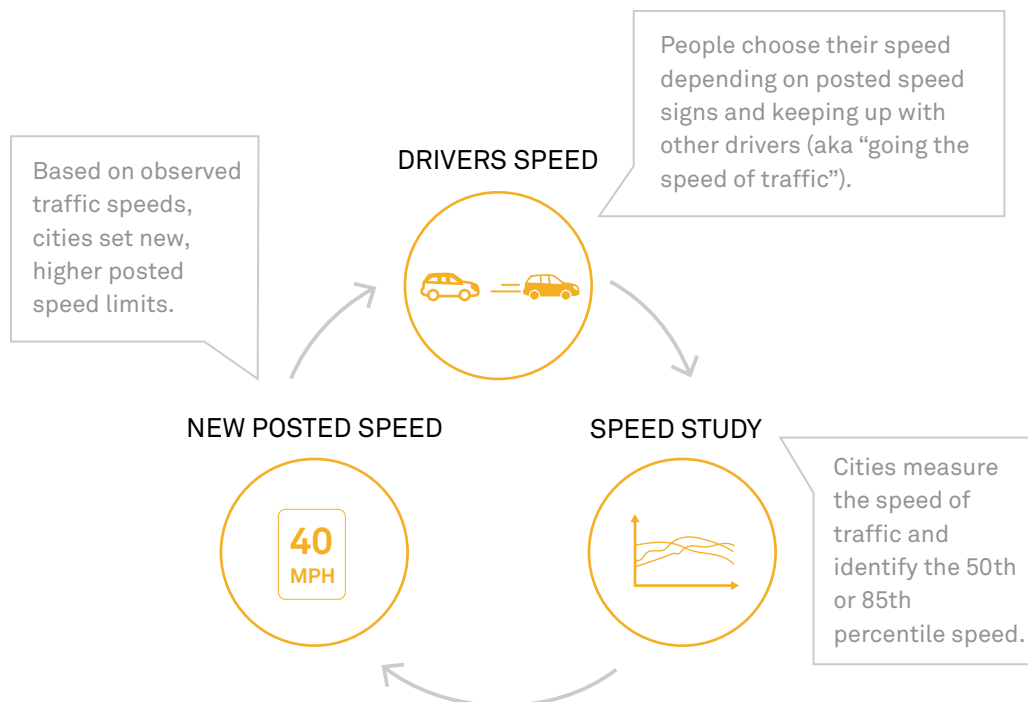 People choose their speed
depending on posted speed
signs and keeping up with
other drivers (aka “going the
speed of traffic”).
DRIVERS SPEED
Based on observed
traffic speeds,
cities set new,
higher posted
speed limits.
NEW POSTED SPEED
40
MPH
SPEED STUDY
Cities measure
the speed of
traffic and
identify the 50th
or 85th
percentile speed.